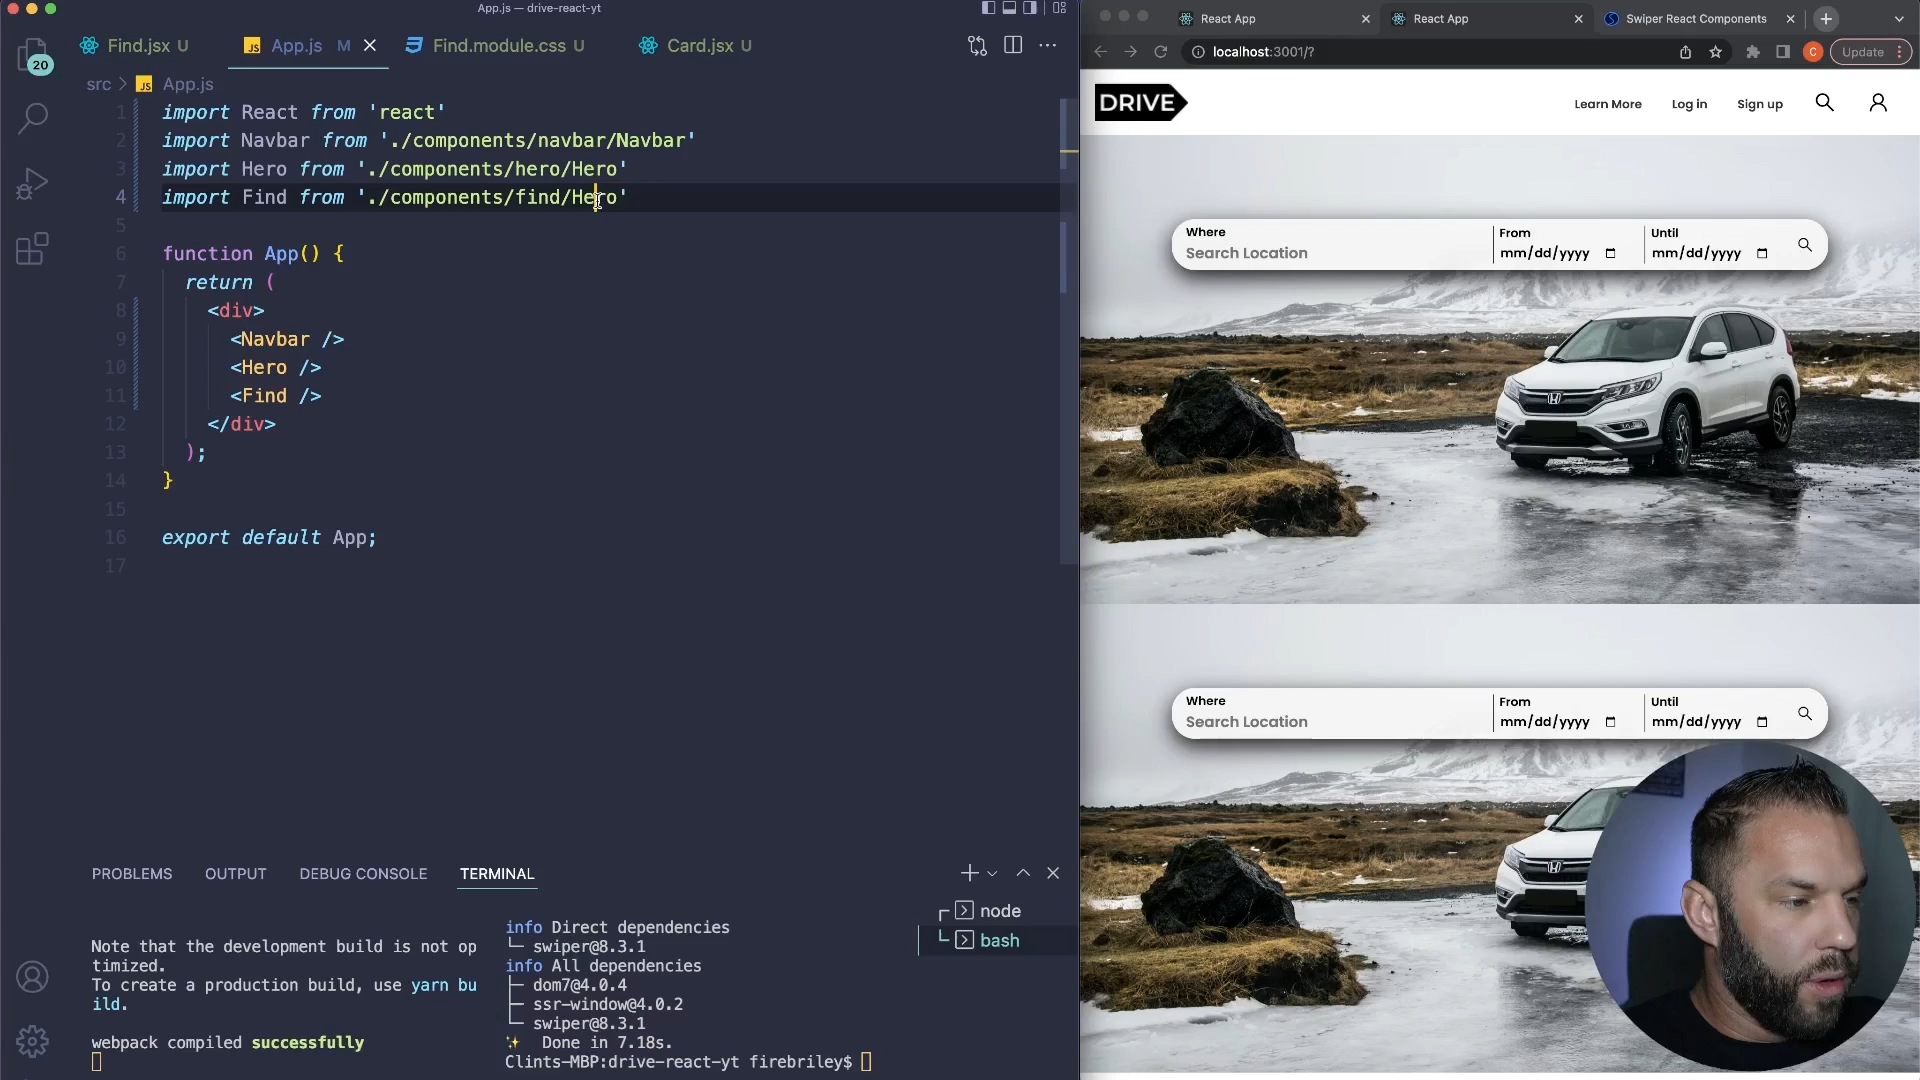 App.js — drive-react-yt
Find.jsx U
App.js M
Find.module.css U
Card.jsx U
20
src > App.js
1 import React from 'react'
2 import Navbar from './components/navbar/Navbar'
3 import Hero from './components/hero/Hero'
4 import Find from './components/find/Hero'
5
6 function App() {
7 return (
8 <div>
9 <Navbar />
10 <Hero />
11 <Find />
12 </div>
13 );
14 }
15
16 export default App;
17
PROBLEMS OUTPUT DEBUG CONSOLE TERMINAL
Note that the development build is not op
timized.
To create a production build, use yarn bu
ild.
webpack compiled successfully
info Direct dependencies
└─ swiper@8.3.1
info All dependencies
├─ dom7@4.0.4
├─ ssr-window@4.0.2
└─ swiper@8.3.1
✨ Done in 7.18s.
Clints-MBP:drive-react-yt firebriley$
node
bash
React App
React App
Swiper React Components
localhost:3001/?
C
Update
DRIVE
Learn More
Log in
Sign up
Where
Search Location
From
mm/dd/yyyy
Until
mm/dd/yyyy
Where
Search Location
From
mm/dd/yyyy
Until
mm/dd/yyyy